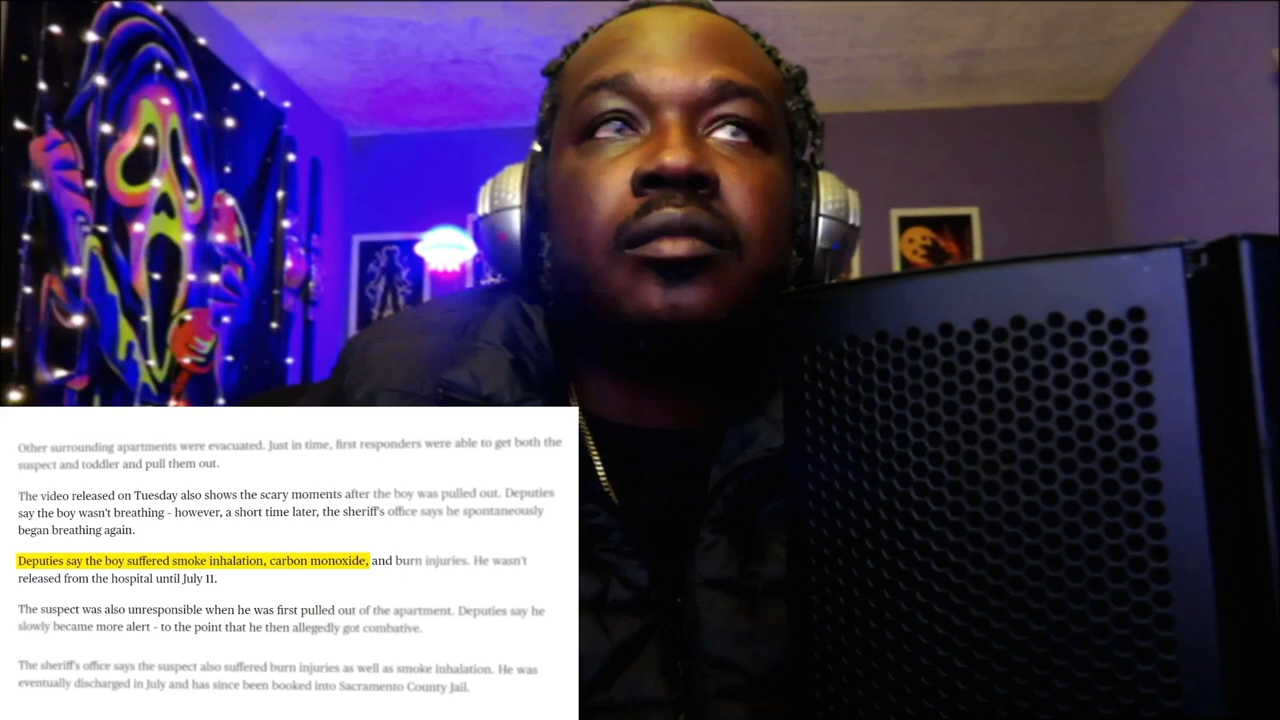 Other surrounding apartments were evacuated. Just in time, first responders were able to get both the
suspect and toddler and pull them out.
The video released on Tuesday also shows the scary moments after the boy was pulled out. Deputies
say the boy wasn't breathing - however, a short time later, the sheriff's office says he spontaneously
began breathing again.
Deputies say the boy suffered smoke inhalation, carbon monoxide, and burn injuries. He wasn't
released from the hospital until July 11.
The suspect was also unresponsible when he was first pulled out of the apartment. Deputies say he
slowly became more alert - to the point that he then allegedly got combative.
The sheriff's office says the suspect also suffered burn injuries as well as smoke inhalation. He was
eventually discharged in July and has since been booked into Sacramento County Jail.